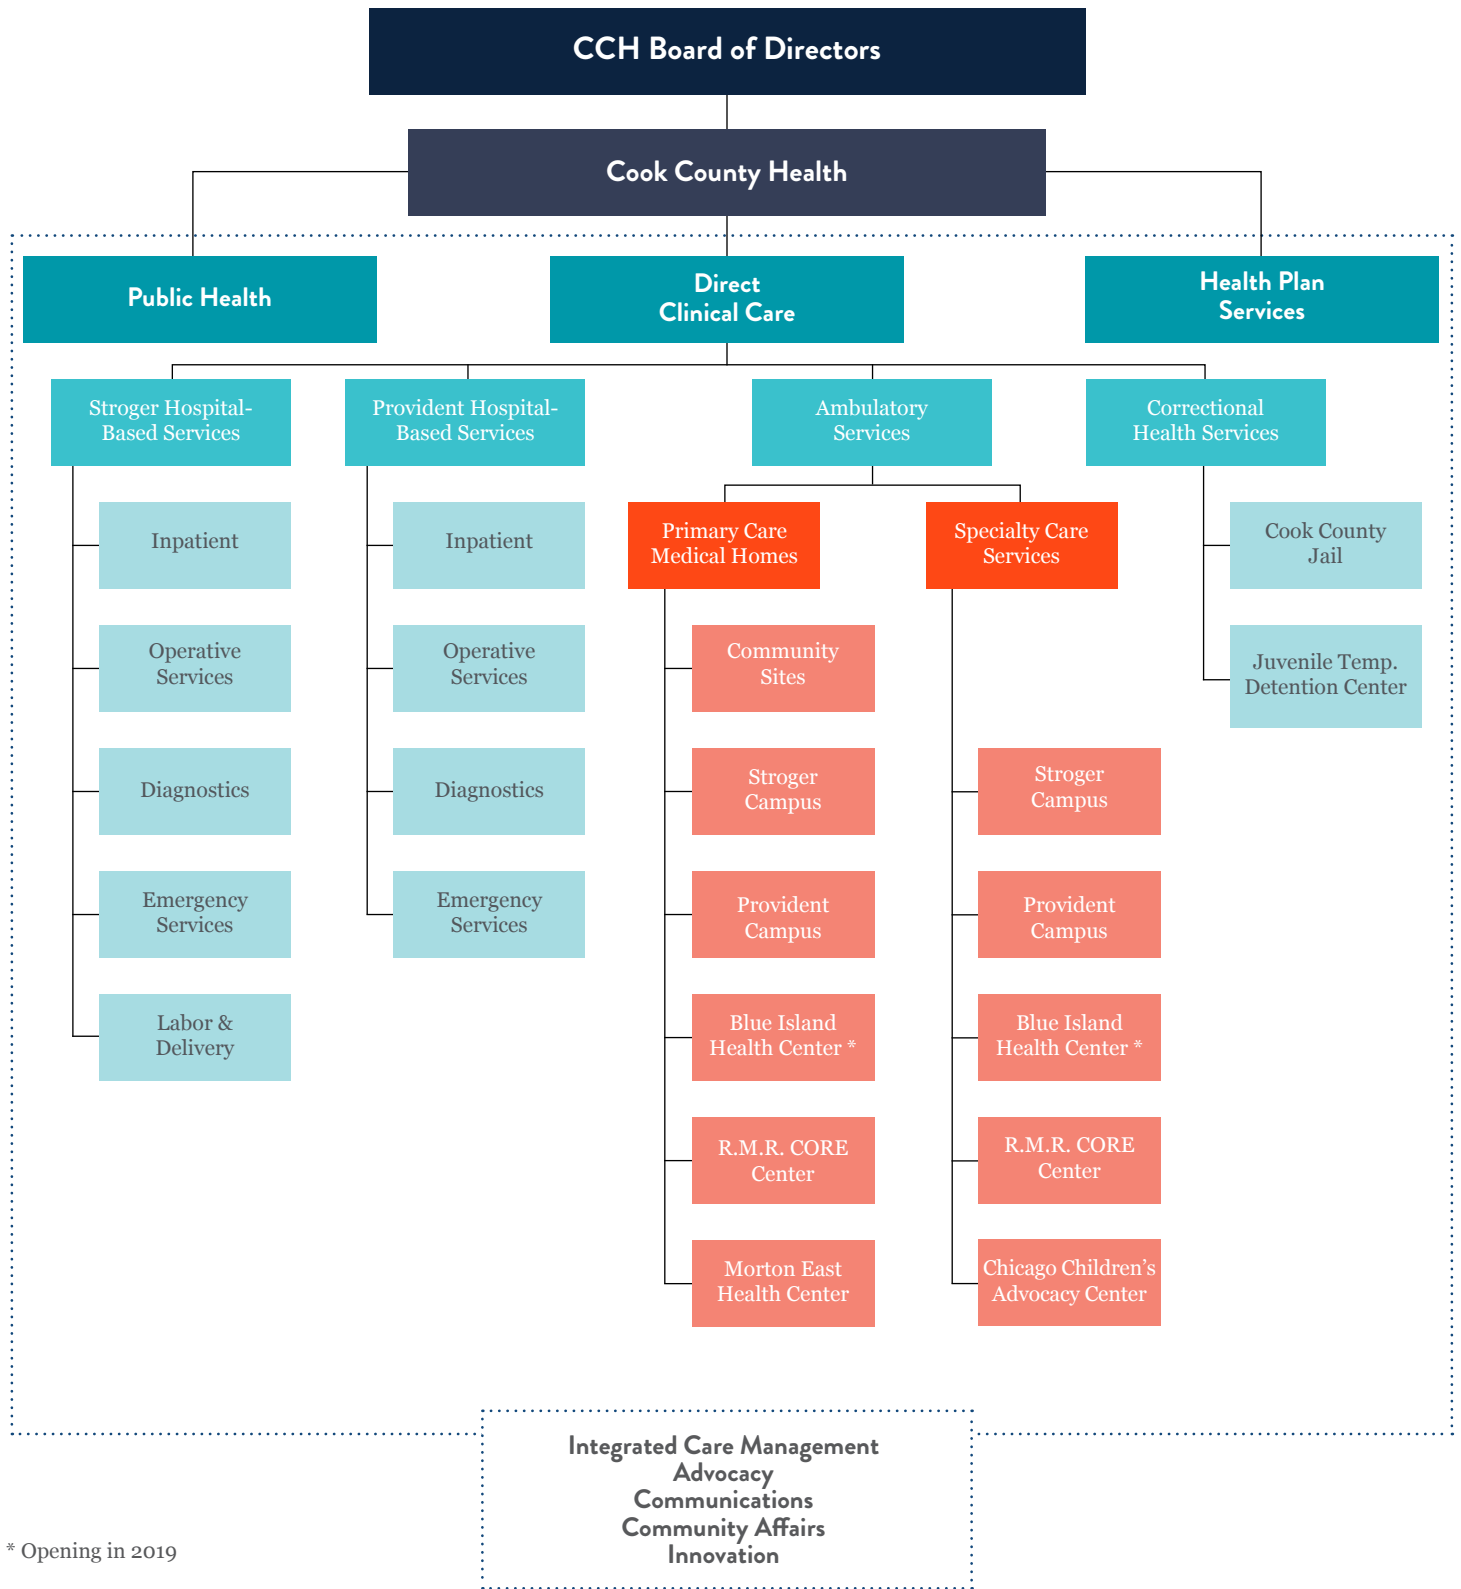 CCH Board of Directors
Cook County Health
Public Health
Direct
Clinical Care
Health Plan
Services
Stroger Hospital-
Based Services
Inpatient
Operative
Services
Diagnostics
Emergency
Services
Labor &
Delivery
Provident Hospital-
Based Services
Inpatient
Operative
Services
Diagnostics
Emergency
Services
Ambulatory
Services
Primary Care
Medical Homes
Community
Sites
Stroger
Campus
Provident
Campus
Blue Island
Health Center *
R.M.R. CORE
Center
Morton East
Health Center
Specialty Care
Services
Stroger
Campus
Provident
Campus
Blue Island
Health Center *
R.M.R. CORE
Center
Chicago Children's
Advocacy Center
Correctional
Health Services
Cook County
Jail
Juvenile Temp.
Detention Center
Integrated Care Management
Advocacy
Communications
Community Affairs
Innovation
* Opening in 2019